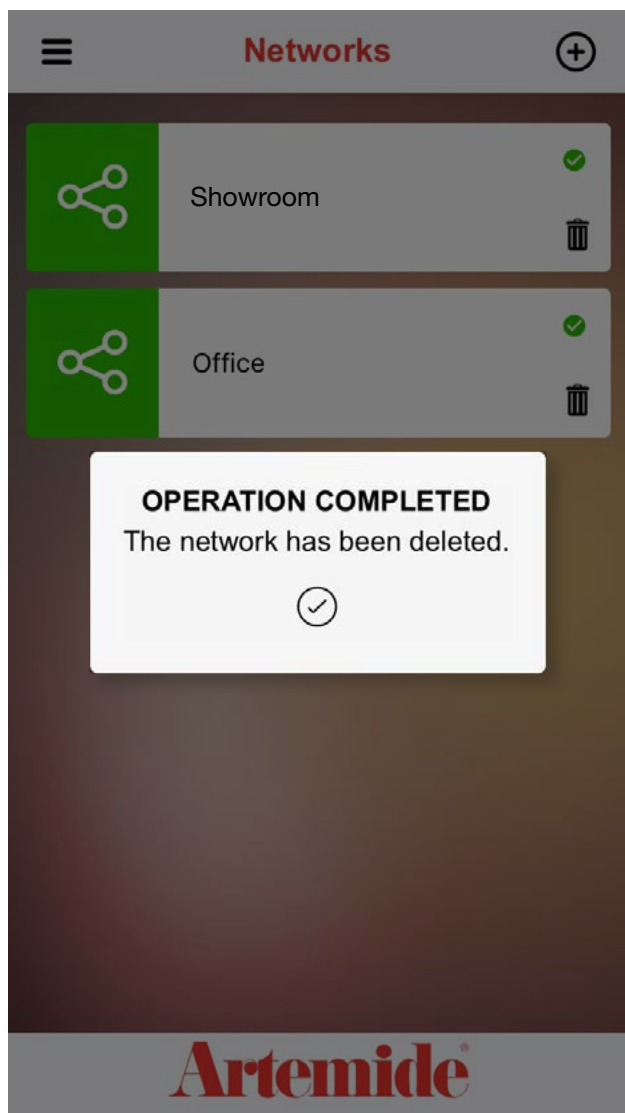 Networks
Showroom
Office
OPERATION COMPLETED
The network has been deleted.
Artemide®